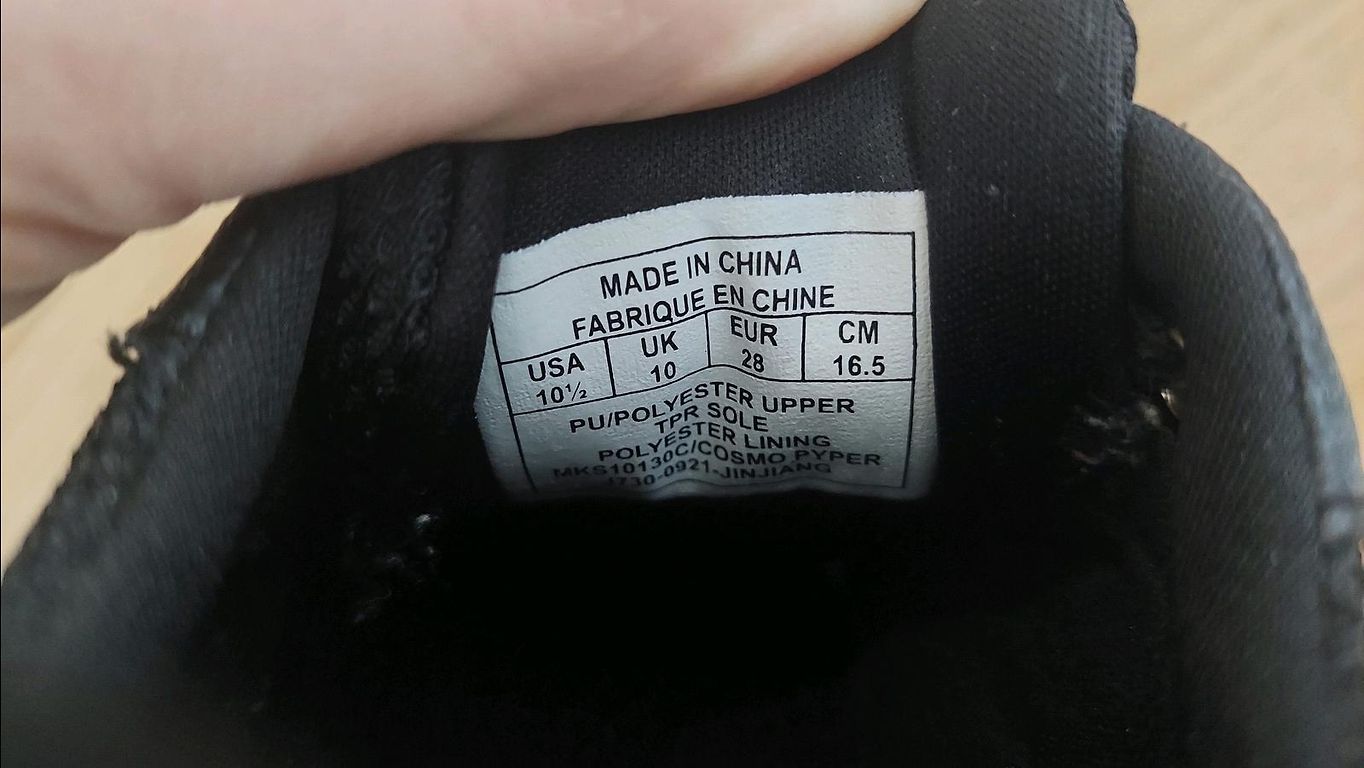 MADE IN CHINA
FABRIQUE EN CHINE
USA UK EUR CM
10½ 10 28 16.5
PU/POLYESTER UPPER
TPR SOLE
POLYESTER LINING
MKS10130C/COSMO PYPER
J730-0921-JINJIANG